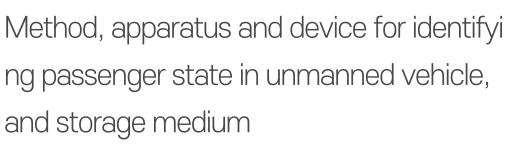 Method, apparatus and device for identifyi
ng passenger state in unmanned vehicle,
and storage medium